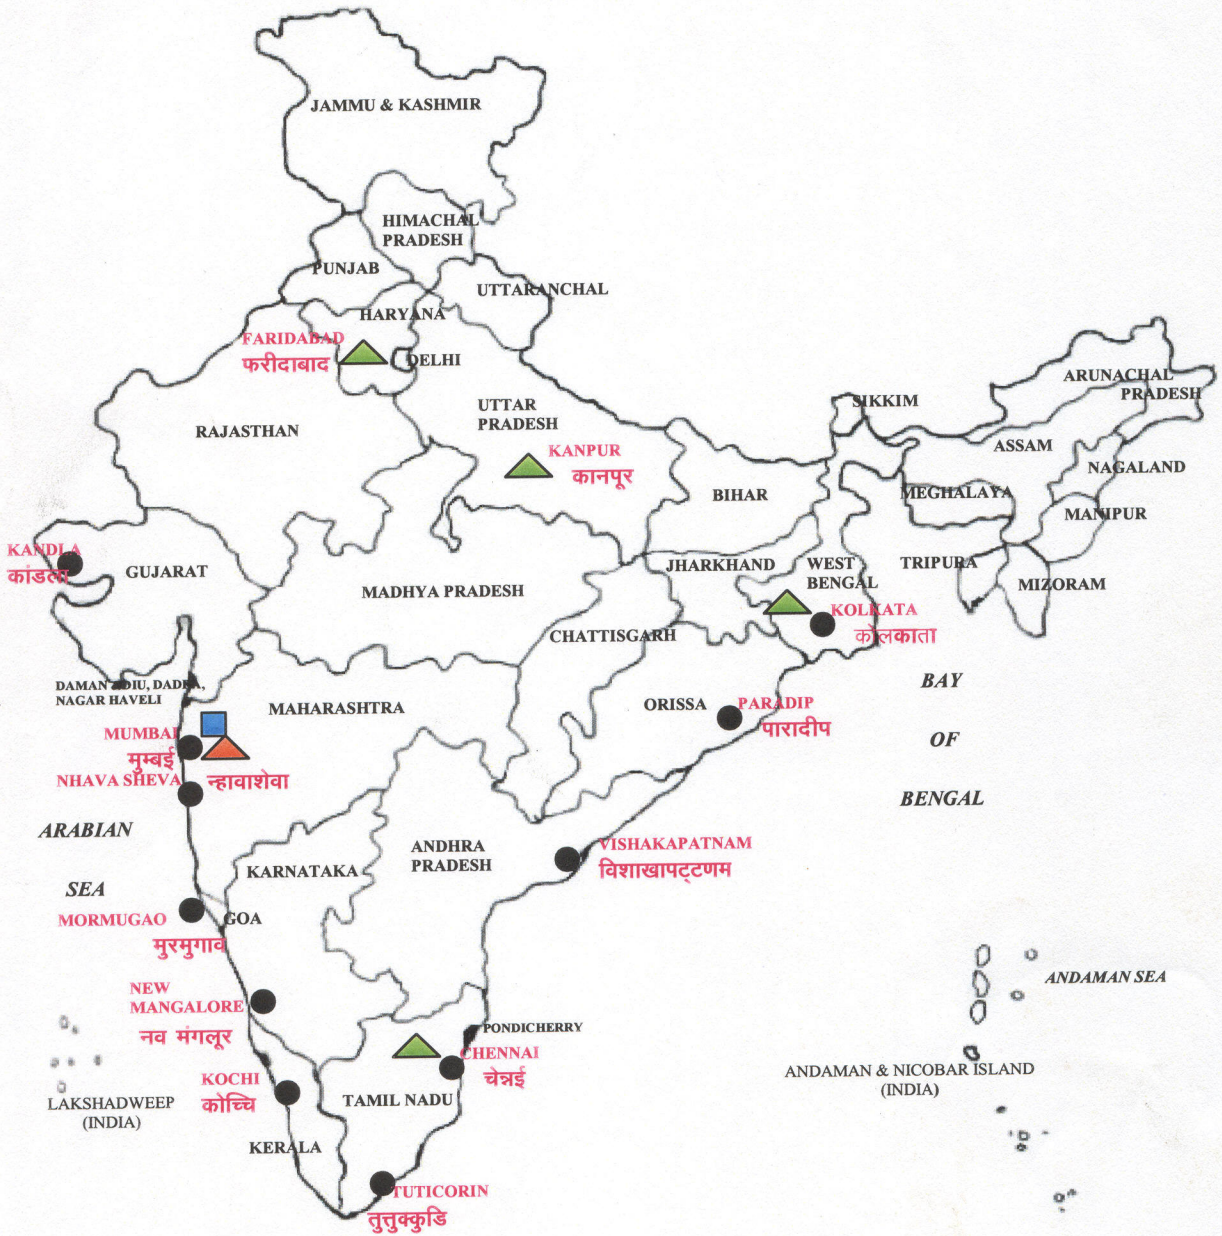 JAMMU & KASHMIR
HIMACHAL
PRADESH
PUNJAB
UTTARANCHAL
HARYANA
FARIDABAD
फरीदाबाद
DELHI
ARUNACHAL
PRADESH
SIKKIM
UTTAR
PRADESH
RAJASTHAN
ASSAM
KANPUR
कानपूर
NAGALAND
BIHAR
MEGHALAYA
MANIPUR
KANDLA
कांडला
GUJARAT
JHARKHAND
WEST
BENGAL
TRIPURA
MIZORAM
MADHYA PRADESH
KOLKATA
कोलकाता
CHATTISGARH
BAY
OF
BENGAL
DAMAN &DIU, DADRA,
NAGAR HAVELI
MAHARASHTRA
ORISSA
PARADIP
पारादीप
MUMBAI
मुम्बई
NHAVA SHEVA
न्हावाशेवा
ARABIAN
SEA
ANDHRA
PRADESH
VISHAKAPATNAM
विशाखापट्टणम
KARNATAKA
MORMUGAO
मुरमुगाव
GOA
ANDAMAN SEA
NEW
MANGALORE
नव मंगलूर
PONDICHERRY
CHENNAI
चेन्नई
ANDAMAN & NICOBAR ISLAND
(INDIA)
KOCHI
कोच्चि
LAKSHADWEEP
(INDIA)
TAMIL NADU
KERALA
TUTICORIN
तुत्तुक्कुडि